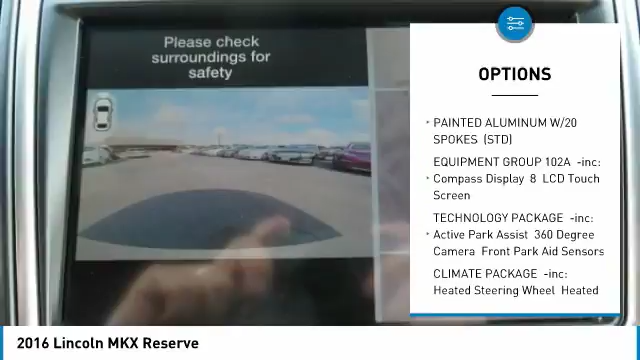 Please check
surroundings for
safety
OPTIONS
PAINTED ALUMINUM W/20
SPOKES (STD)
EQUIPMENT GROUP 102A -inc:
Compass Display 8 LCD Touch
Screen
TECHNOLOGY PACKAGE -inc:
Active Park Assist 360 Degree
Camera Front Park Aid Sensors
CLIMATE PACKAGE -inc:
Heated Steering Wheel Heated
2016 Lincoln MKX Reserve